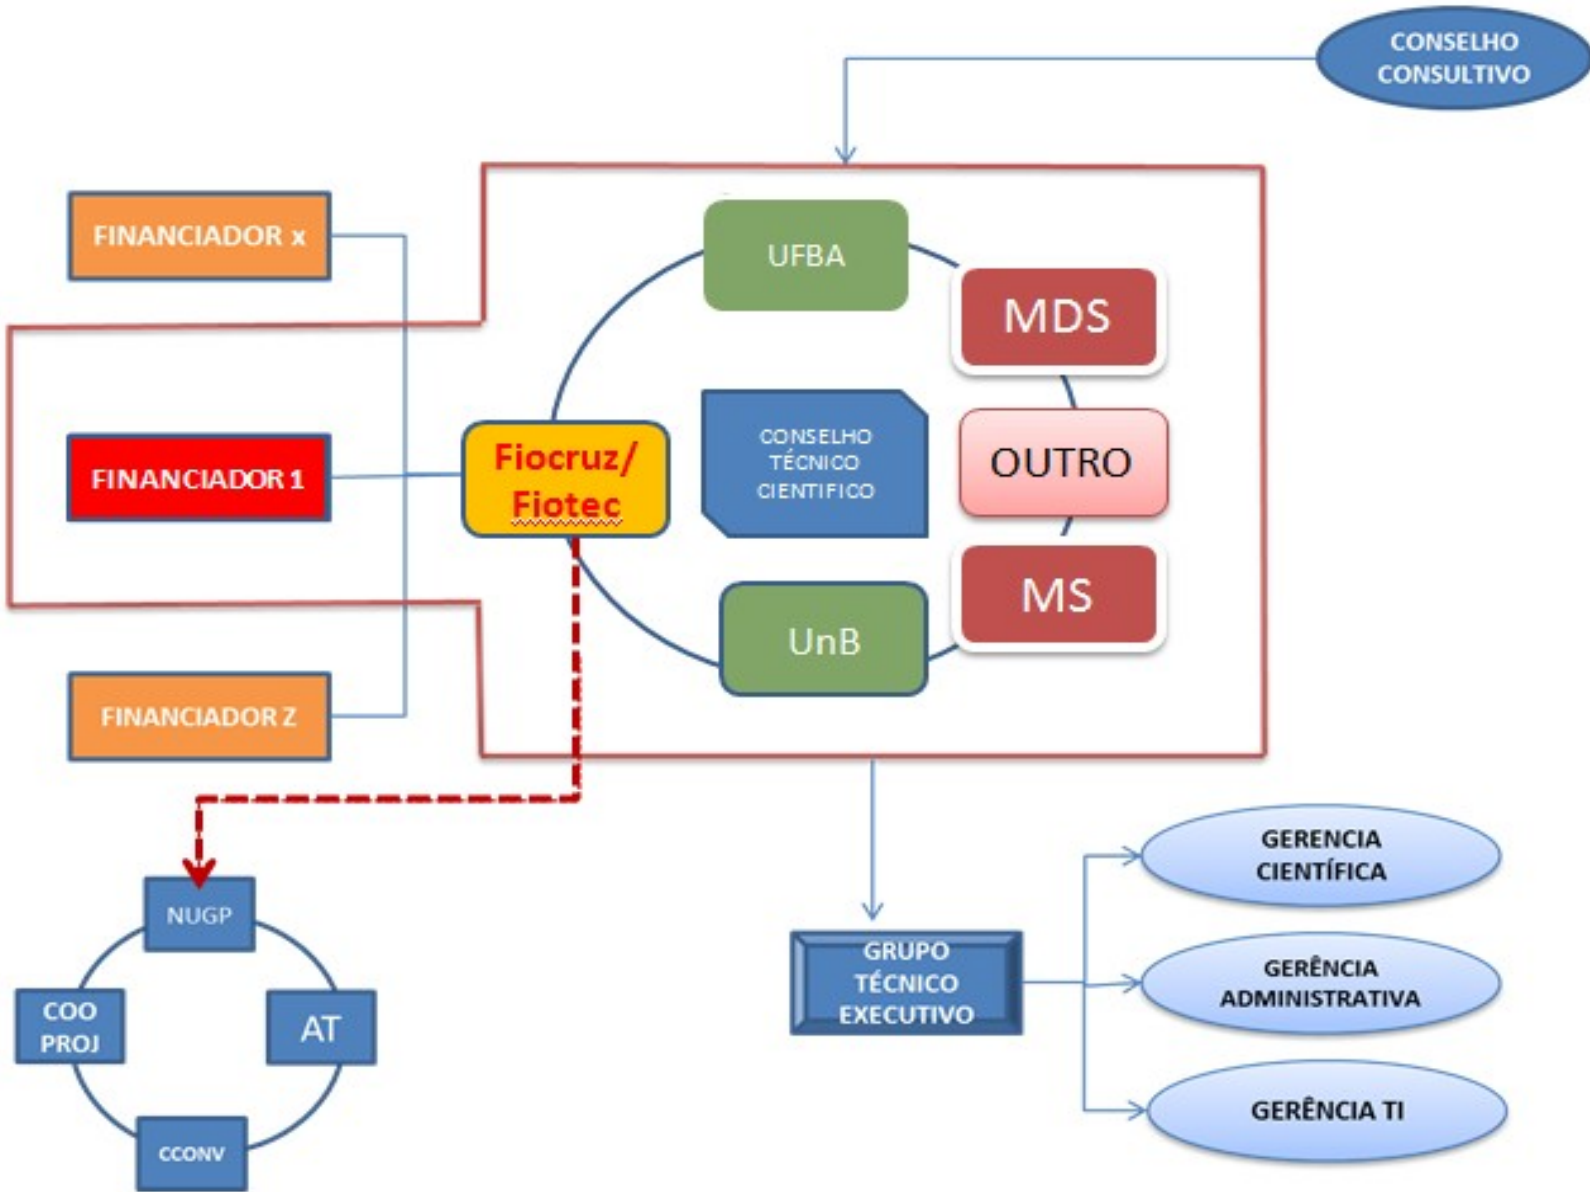 CONSELHO
CONSULTIVO
FINANCIADOR x
UFBA
MDS
FINANCIADOR 1
Fiocruz/
Fiotec
CONSELHO
TÉCNICO
CIENTIFICO
OUTRO
MS
UnB
FINANCIADOR Z
NUGP
COO
PROJ
AT
CCONV
GRUPO
TÉCNICO
EXECUTIVO
GERENCIA
CIENTÍFICA
GERÊNCIA
ADMINISTRATIVA
GERÊNCIA TI